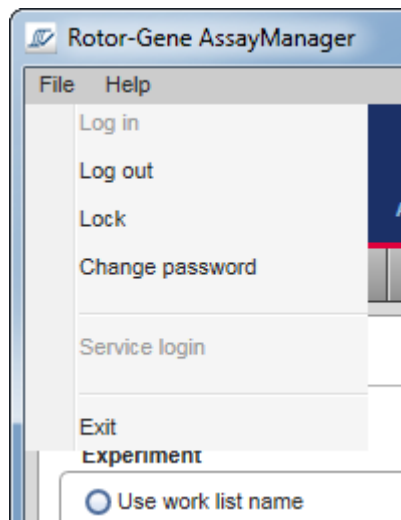 Rotor-Gene AssayManager
File Help
Log in
Log out
Lock
Change password
Service login
Exit
Experiment
Use work list name